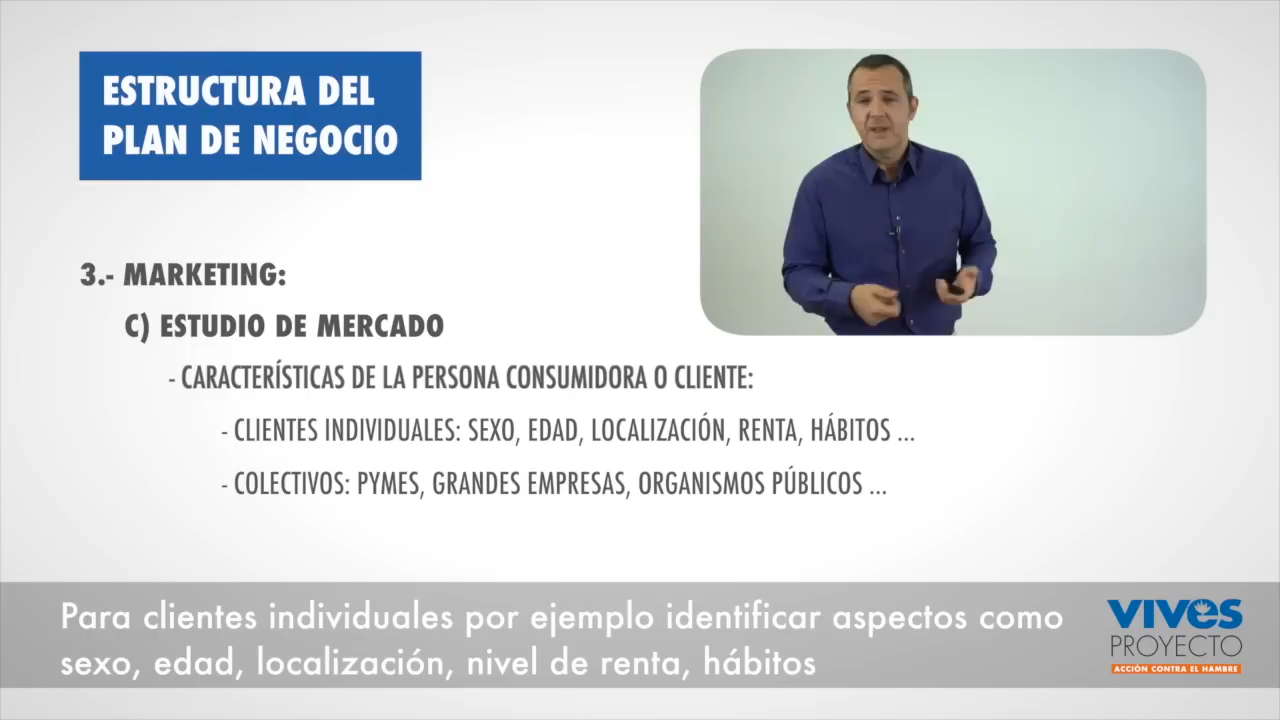 ESTRUCTURA DEL
PLAN DE NEGOCIO
3.- MARKETING:
C) ESTUDIO DE MERCADO
- CARACTERÍSTICAS DE LA PERSONA CONSUMIDORA O CLIENTE:
- CLIENTES INDIVIDUALES: SEXO, EDAD, LOCALIZACIÓN, RENTA, HÁBITOS ...
- COLECTIVOS: PYMES, GRANDES EMPRESAS, ORGANISMOS PÚBLICOS ...
Para clientes individuales por ejemplo identificar aspectos como
sexo, edad, localización, nivel de renta, hábitos
VIVES
PROYECTO
ACCIÓN CONTRA EL HAMBRE